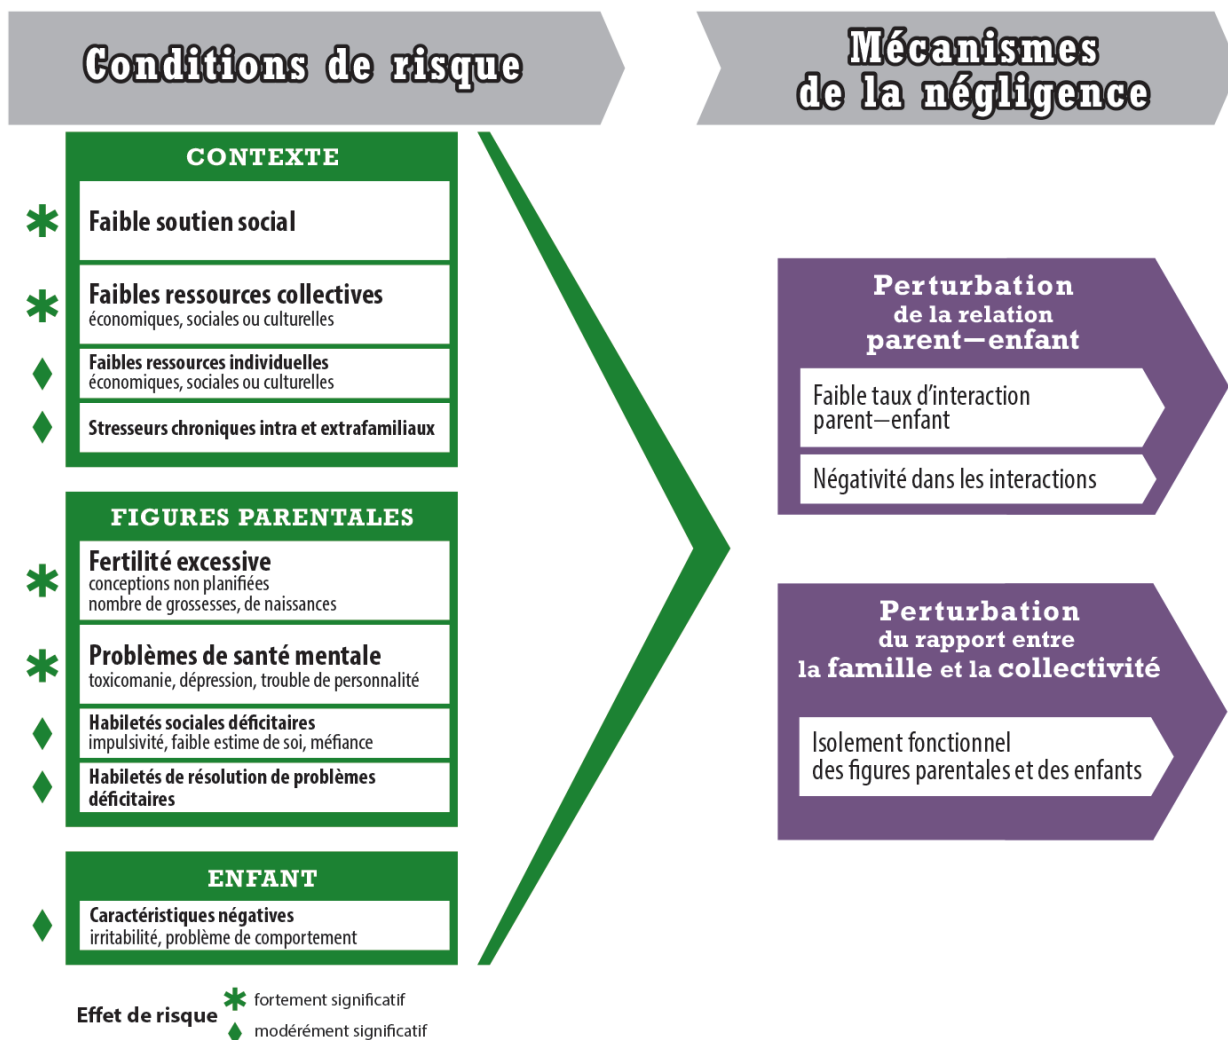 Conditions de risque
Mécanismes
de la négligence
CONTEXTE
Faible soutien social
Faibles ressources collectives
économiques, sociales ou culturelles
Faibles ressources individuelles
économiques, sociales ou culturelles
Stresseurs chroniques intra et extrafamiliaux
FIGURES PARENTALES
Fertilité excessive
conceptions non planifiées
nombre de grossesses, de naissances
Problèmes de santé mentale
toxicomanie, dépression, trouble de personnalité
Habiletés sociales déficitaires
impulsivité, faible estime de soi, méfiance
Habiletés de résolution de problèmes
déficitaires
ENFANT
Caractéristiques négatives
irritabilité, problème de comportement
Effet de risque
fortement significatif
modérément significatif
Perturbation
de la relation
parent—enfant
Faible taux d'interaction
parent—enfant
Négativité dans les interactions
Perturbation
du rapport entre
la famille et la collectivité
Isolement fonctionnel
des figures parentales et des enfants